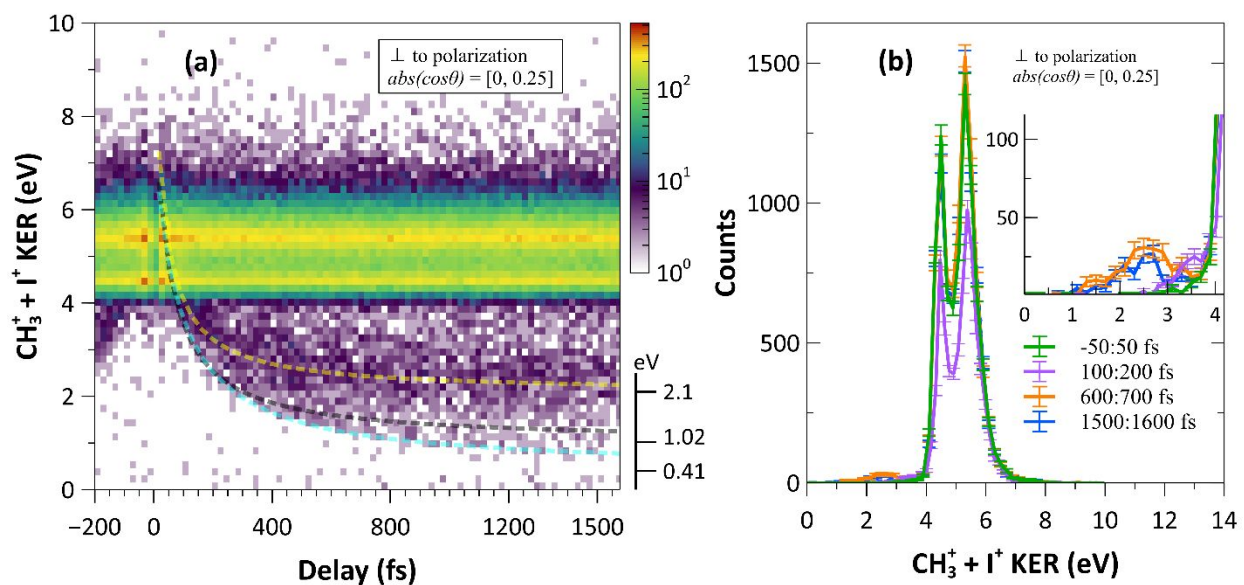 (a)
⊥ to polarization
abs(cosθ) = [0, 0.25]
CH₃⁺ + I⁺ KER (eV)
10
8
6
4
2
0
−200
0
400
800
1200
1500
Delay (fs)
10²
10¹
10⁰
eV
2.1
1.02
0.41
(b)
⊥ to polarization
abs(cosθ) = [0, 0.25]
Counts
1500
1250
1000
750
500
250
0
100
50
0
1
2
3
4
-50:50 fs
100:200 fs
600:700 fs
1500:1600 fs
0
2
4
6
8
10
12
14
CH₃⁺ + I⁺ KER (eV)